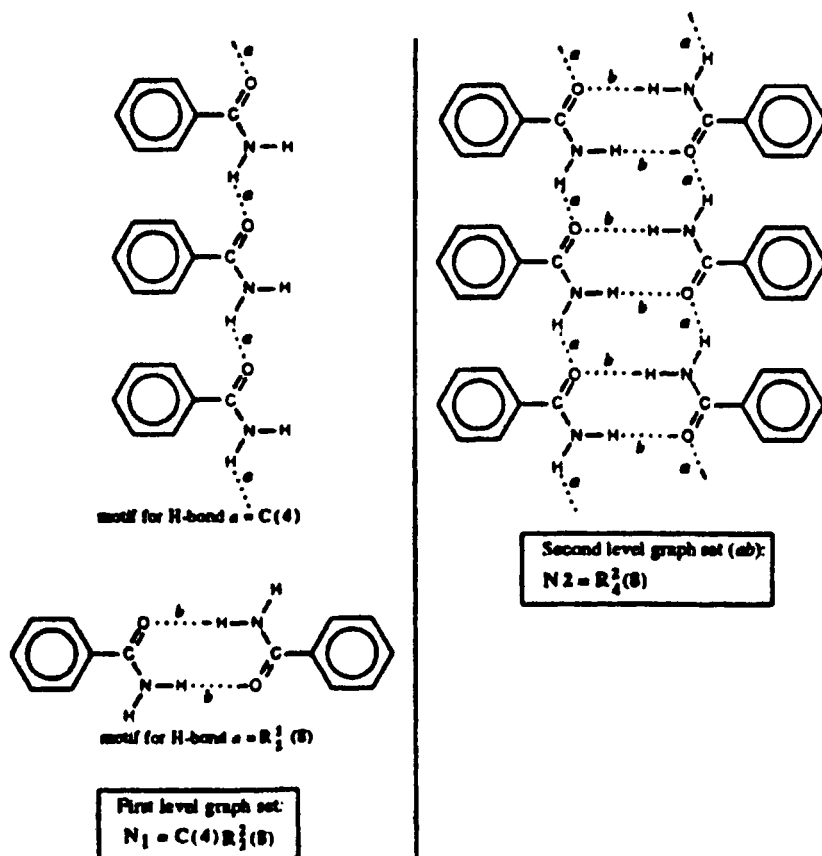 a
O
C
N–H
H
a
O
C
N–H
H
a
O
C
N–H
H
a
motif for H-bond a = C(4)
H
O b H–N
C C
N–H b O
H
motif for H-bond a = R (8)
First level graph set:
N₁ = C(4)R²₂(8)
a
a H
O b H–N
C C
N–H b O
H a a H
O b H–N
C C
N–H b O
H a a H
O b H–N
C C
N–H b O
H a a
Second level graph set (ab):
N2 = R²₄(8)